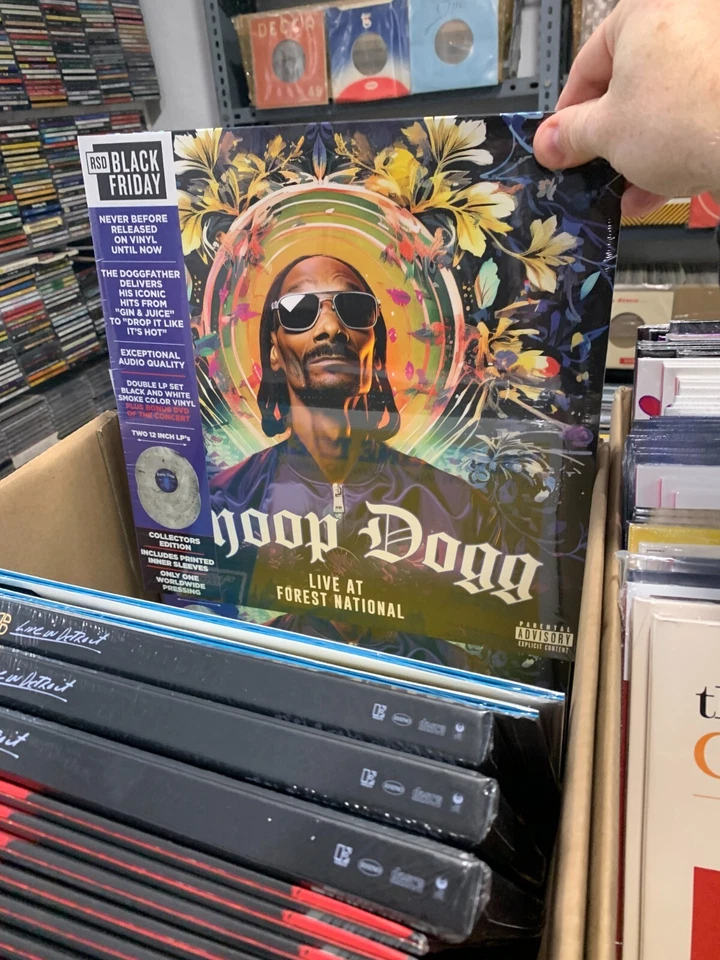 DECCA
RSD BLACK
FRIDAY
NEVER BEFORE
RELEASED
ON VINYL
UNTIL NOW
THE DOGGFATHER
DELIVERS
HIS ICONIC
HITS FROM
"GIN & JUICE"
TO "DROP IT LIKE
IT'S HOT"
EXCEPTIONAL
AUDIO QUALITY
DOUBLE LP SET
BLACK AND WHITE
SMOKE COLOR VINYL
PLUS BONUS DVD
OF THE CONCERT
TWO 12 INCH LP's
COLLECTORS
EDITION
INCLUDES PRINTED
INNER SLEEVES
ONLY ONE
WORLDWIDE
PRESSING
noop Dogg
LIVE AT
FOREST NATIONAL
PARENTAL
ADVISORY
EXPLICIT CONTENT
LIVE IN DETROIT
E IN DETROIT